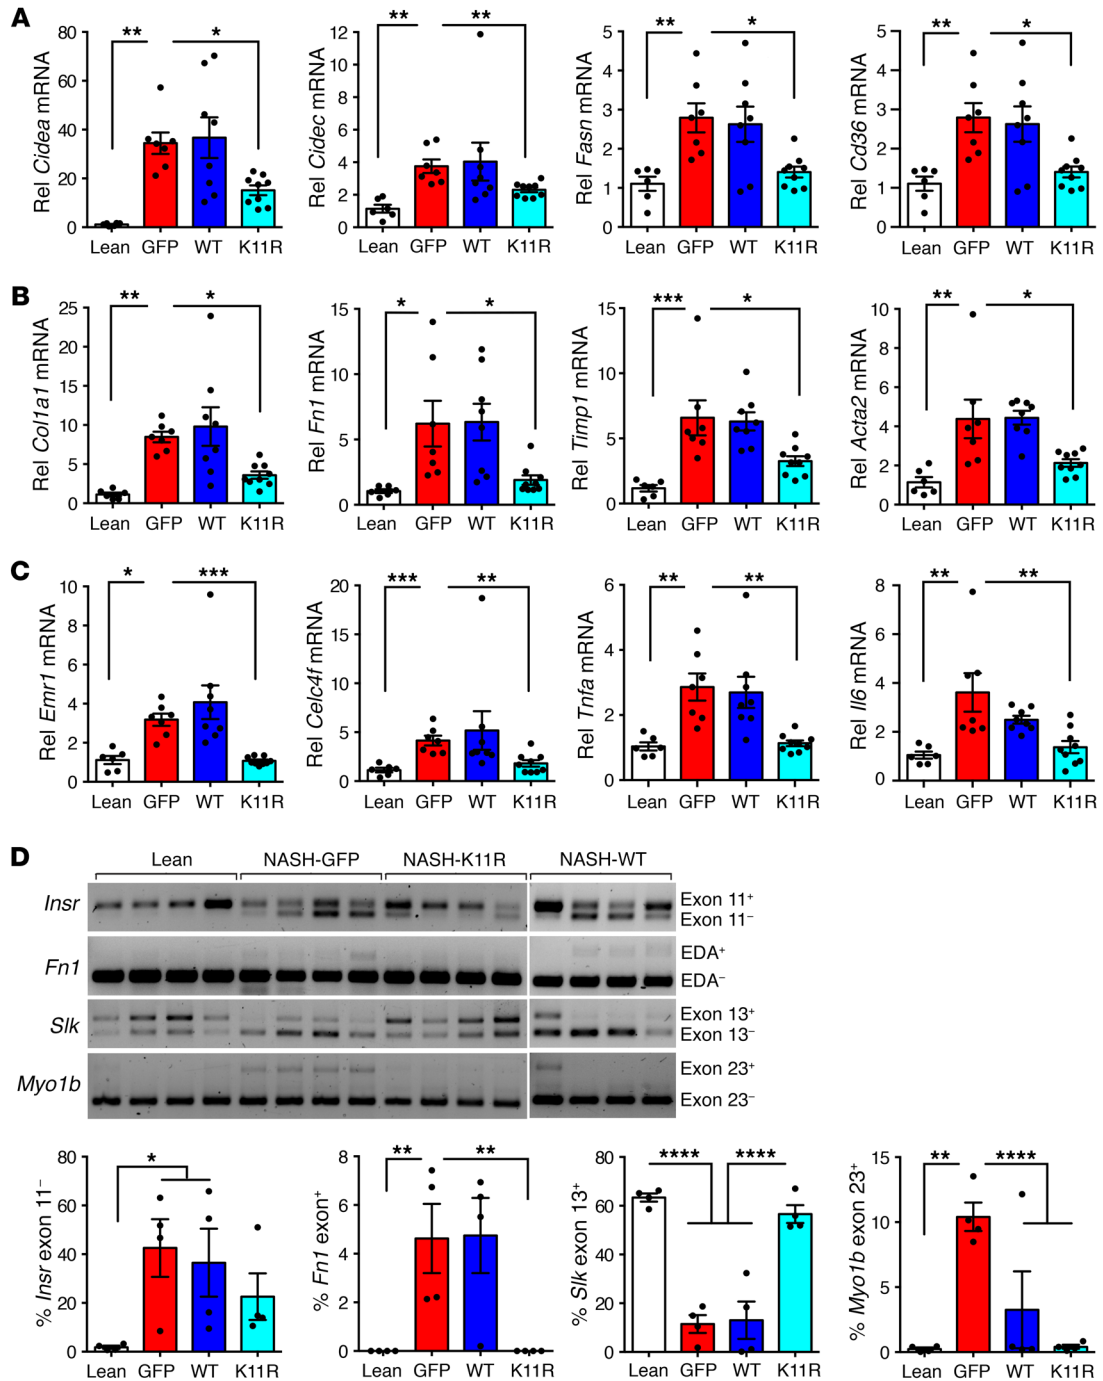 A
Rel Cidea mRNA
80
60
40
20
0
** *
Lean GFP WT K11R
Rel Cidec mRNA
12
10
8
6
4
2
0
** **
Lean GFP WT K11R
Rel Fasn mRNA
5
4
3
2
1
0
** *
Lean GFP WT K11R
Rel Cd36 mRNA
5
4
3
2
1
0
** *
Lean GFP WT K11R
B
Rel Col1a1 mRNA
25
20
15
10
5
0
** *
Lean GFP WT K11R
Rel Fn1 mRNA
15
10
5
0
* *
Lean GFP WT K11R
Rel Timp1 mRNA
15
10
5
0
*** *
Lean GFP WT K11R
Rel Acta2 mRNA
10
8
6
4
2
0
** *
Lean GFP WT K11R
C
Rel Emr1 mRNA
10
8
6
4
2
0
* ***
Lean GFP WT K11R
Rel Celc4f mRNA
20
15
10
5
0
*** **
Lean GFP WT K11R
Rel Tnfa mRNA
6
4
2
0
** **
Lean GFP WT K11R
Rel Il6 mRNA
8
6
4
2
0
** **
Lean GFP WT K11R
D
Lean NASH-GFP NASH-K11R NASH-WT
Insr
Exon 11+
Exon 11−
Fn1
EDA+
EDA−
Slk
Exon 13+
Exon 13−
Myo1b
Exon 23+
Exon 23−
% Insr exon 11−
80
60
40
20
0
*
Lean GFP WT K11R
% Fn1 exon+
8
6
4
2
0
** **
Lean GFP WT K11R
% Slk exon 13+
80
60
40
20
0
**** ****
Lean GFP WT K11R
% Myo1b exon 23+
15
10
5
0
** ****
Lean GFP WT K11R